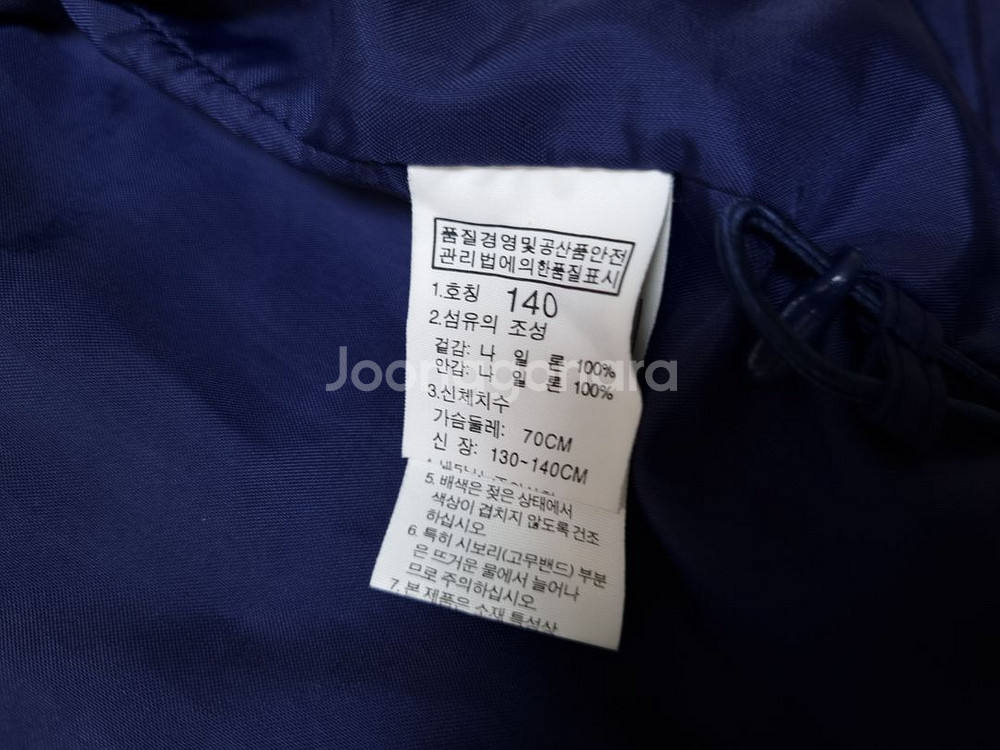 품질경영및공산품안전
관리법에의한품질표시
1.호칭 140
2.섬유의 조성
겉감: 나 일 론 100%
안감: 나 일 론 100%
Joonggonara
3.신체치수
가슴둘레: 70CM
신 장: 130~140CM
5. 배색은 젖은 상태에서
색상이 겹치지 않도록 건조
하십시오
6. 특히 시보리(고무밴드) 부분
은 뜨거운 물에서 늘어나
므로 주의하십시오
7. 본 제품은 소재 특성상